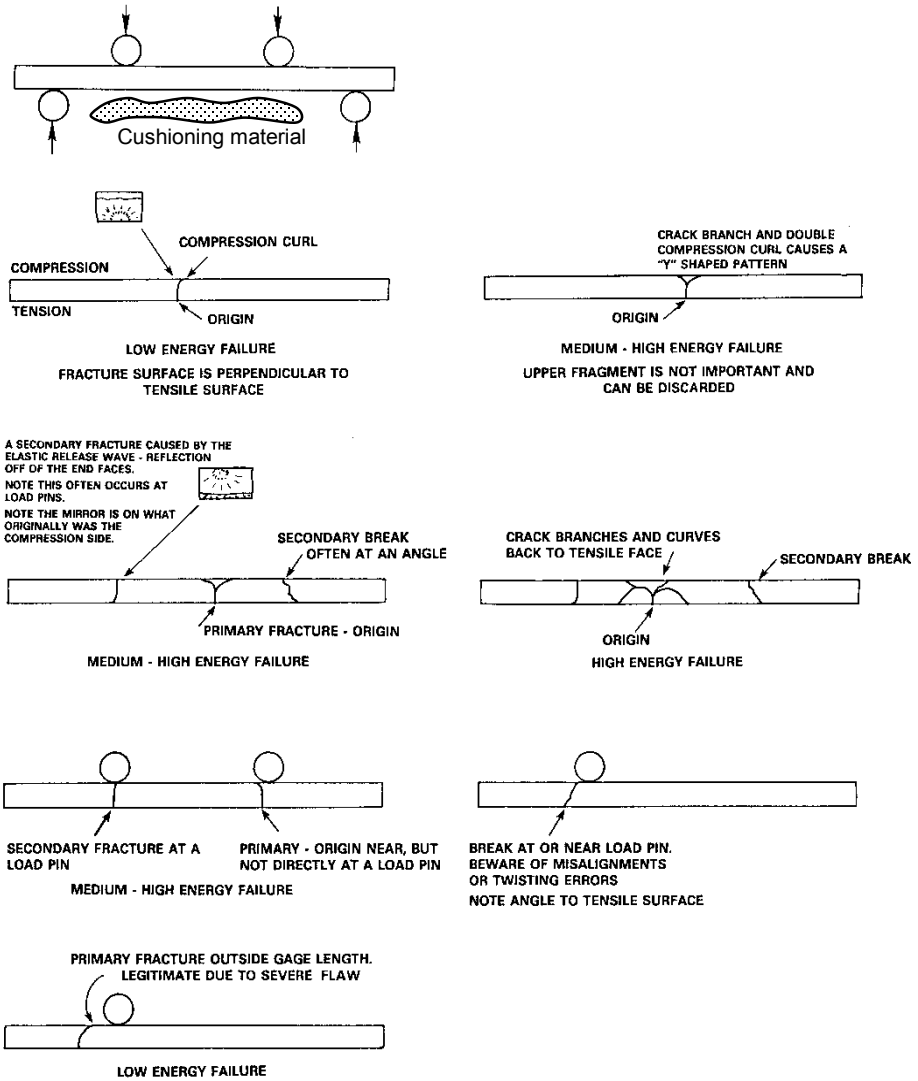 Cushioning material
COMPRESSION CURL
COMPRESSION
TENSION
ORIGIN
LOW ENERGY FAILURE
FRACTURE SURFACE IS PERPENDICULAR TO
TENSILE SURFACE
CRACK BRANCH AND DOUBLE
COMPRESSION CURL CAUSES A
"Y" SHAPED PATTERN
ORIGIN
MEDIUM - HIGH ENERGY FAILURE
UPPER FRAGMENT IS NOT IMPORTANT AND
CAN BE DISCARDED
A SECONDARY FRACTURE CAUSED BY THE
ELASTIC RELEASE WAVE - REFLECTION
OFF OF THE END FACES.
NOTE THIS OFTEN OCCURS AT
LOAD PINS.
NOTE THE MIRROR IS ON WHAT
ORIGINALLY WAS THE
COMPRESSION SIDE.
SECONDARY BREAK
OFTEN AT AN ANGLE
PRIMARY FRACTURE - ORIGIN
MEDIUM - HIGH ENERGY FAILURE
CRACK BRANCHES AND CURVES
BACK TO TENSILE FACE
SECONDARY BREAK
ORIGIN
HIGH ENERGY FAILURE
SECONDARY FRACTURE AT A
LOAD PIN
PRIMARY - ORIGIN NEAR, BUT
NOT DIRECTLY AT A LOAD PIN
MEDIUM - HIGH ENERGY FAILURE
BREAK AT OR NEAR LOAD PIN.
BEWARE OF MISALIGNMENTS
OR TWISTING ERRORS
NOTE ANGLE TO TENSILE SURFACE
PRIMARY FRACTURE OUTSIDE GAGE LENGTH.
LEGITIMATE DUE TO SEVERE FLAW
LOW ENERGY FAILURE